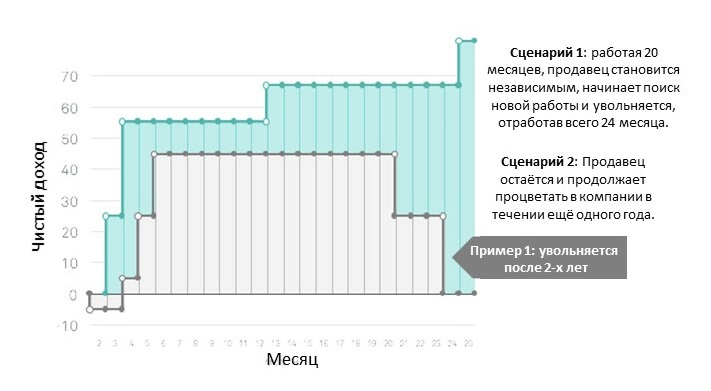 Сценарий 1: работая 20
месяцев, продавец становится
независимым, начинает поиск
новой работы и увольняется,
отработав всего 24 месяца.
Сценарий 2: Продавец
остаётся и продолжает
процветать в компании в
течении ещё одного года.
Пример 1: увольняется
после 2-х лет
Чистый доход
70
60
50
40
30
20
10
0
-10
2 3 4 5 6 7 8 9 10 11 12 13 14 15 16 17 18 19 20 21 22 23 24
Месяц